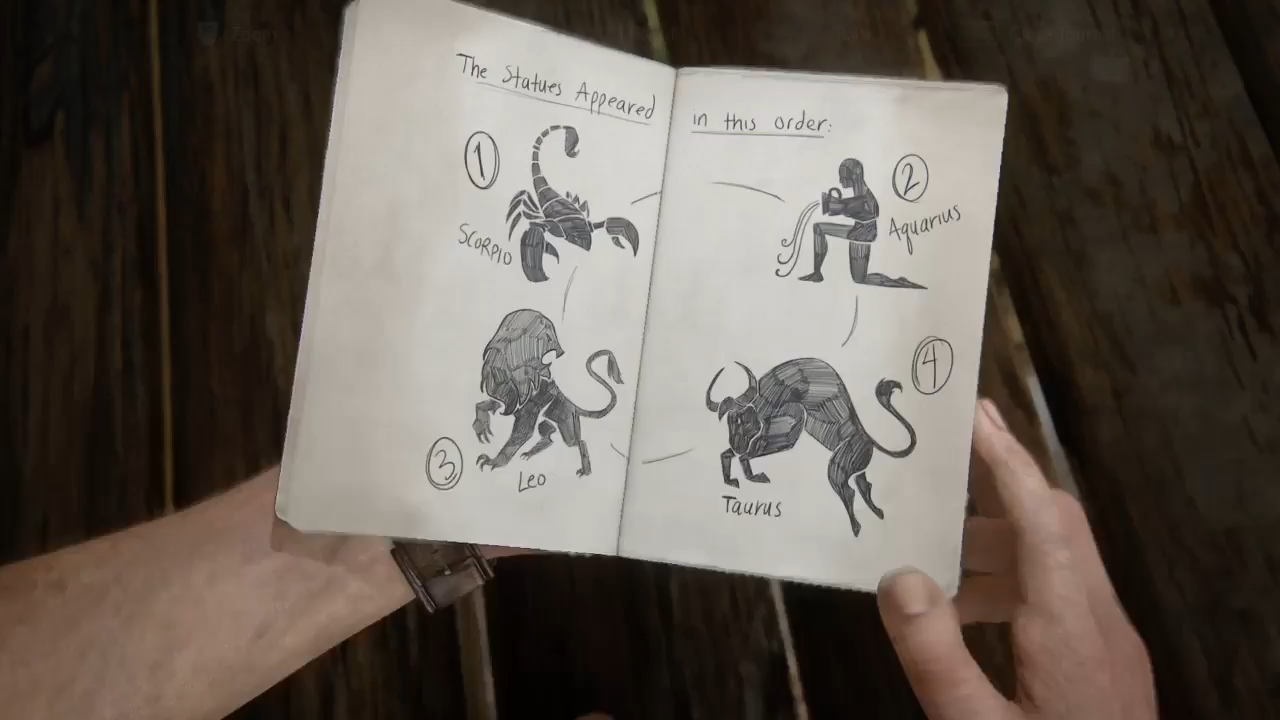 The Statues Appeared
in this order:
1
SCORPIO
2
Aquarius
3
Leo
4
Taurus